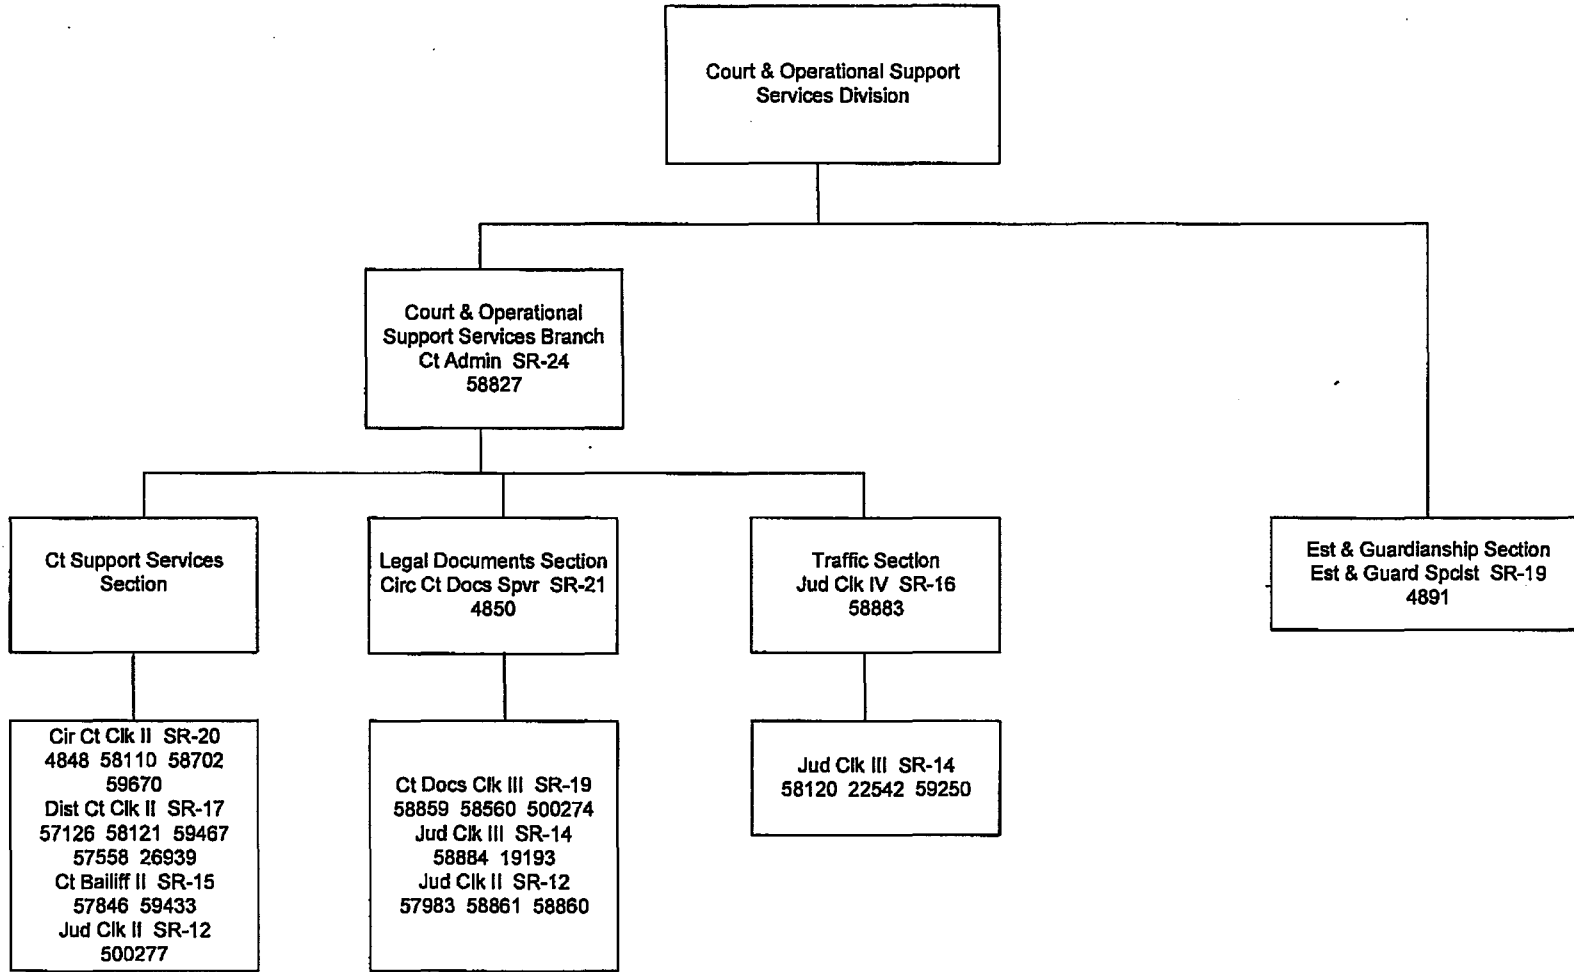 Court & Operational Support
Services Division
Court & Operational
Support Services Branch
Ct Admin SR-24
58827
Ct Support Services
Section
Legal Documents Section
Circ Ct Docs Spvr SR-21
4850
Traffic Section
Jud Clk IV SR-16
58883
Est & Guardianship Section
Est & Guard Spclst SR-19
4891
Cir Ct Clk II SR-20
4848 58110 58702
59670
Dist Ct Clk II SR-17
57126 58121 59467
57558 26939
Ct Bailiff II SR-15
57846 59433
Jud Clk II SR-12
500277
Ct Docs Clk III SR-19
58859 58560 500274
Jud Clk III SR-14
58884 19193
Jud Clk II SR-12
57983 58861 58860
Jud Clk III SR-14
58120 22542 59250